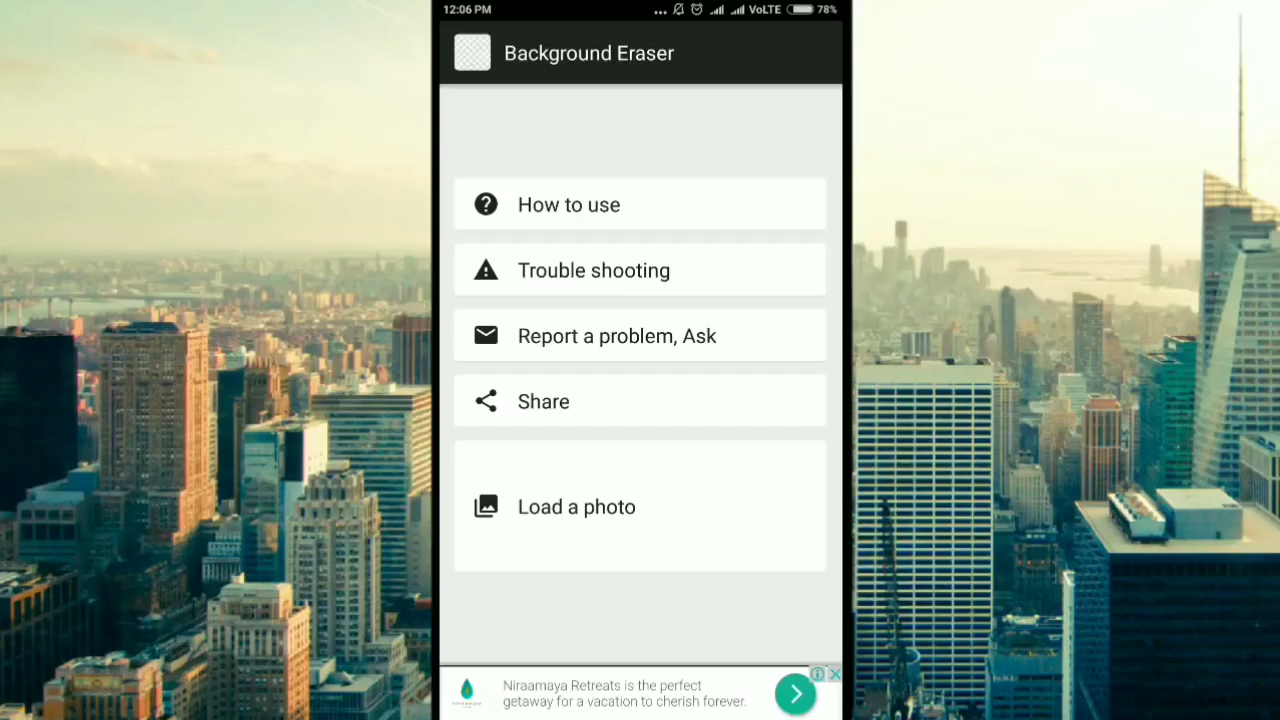 12:06 PM
VoLTE 78%
Background Eraser
How to use
Trouble shooting
Report a problem, Ask
Share
Load a photo
Niraamaya Retreats is the perfect
getaway for a vacation to cherish forever.